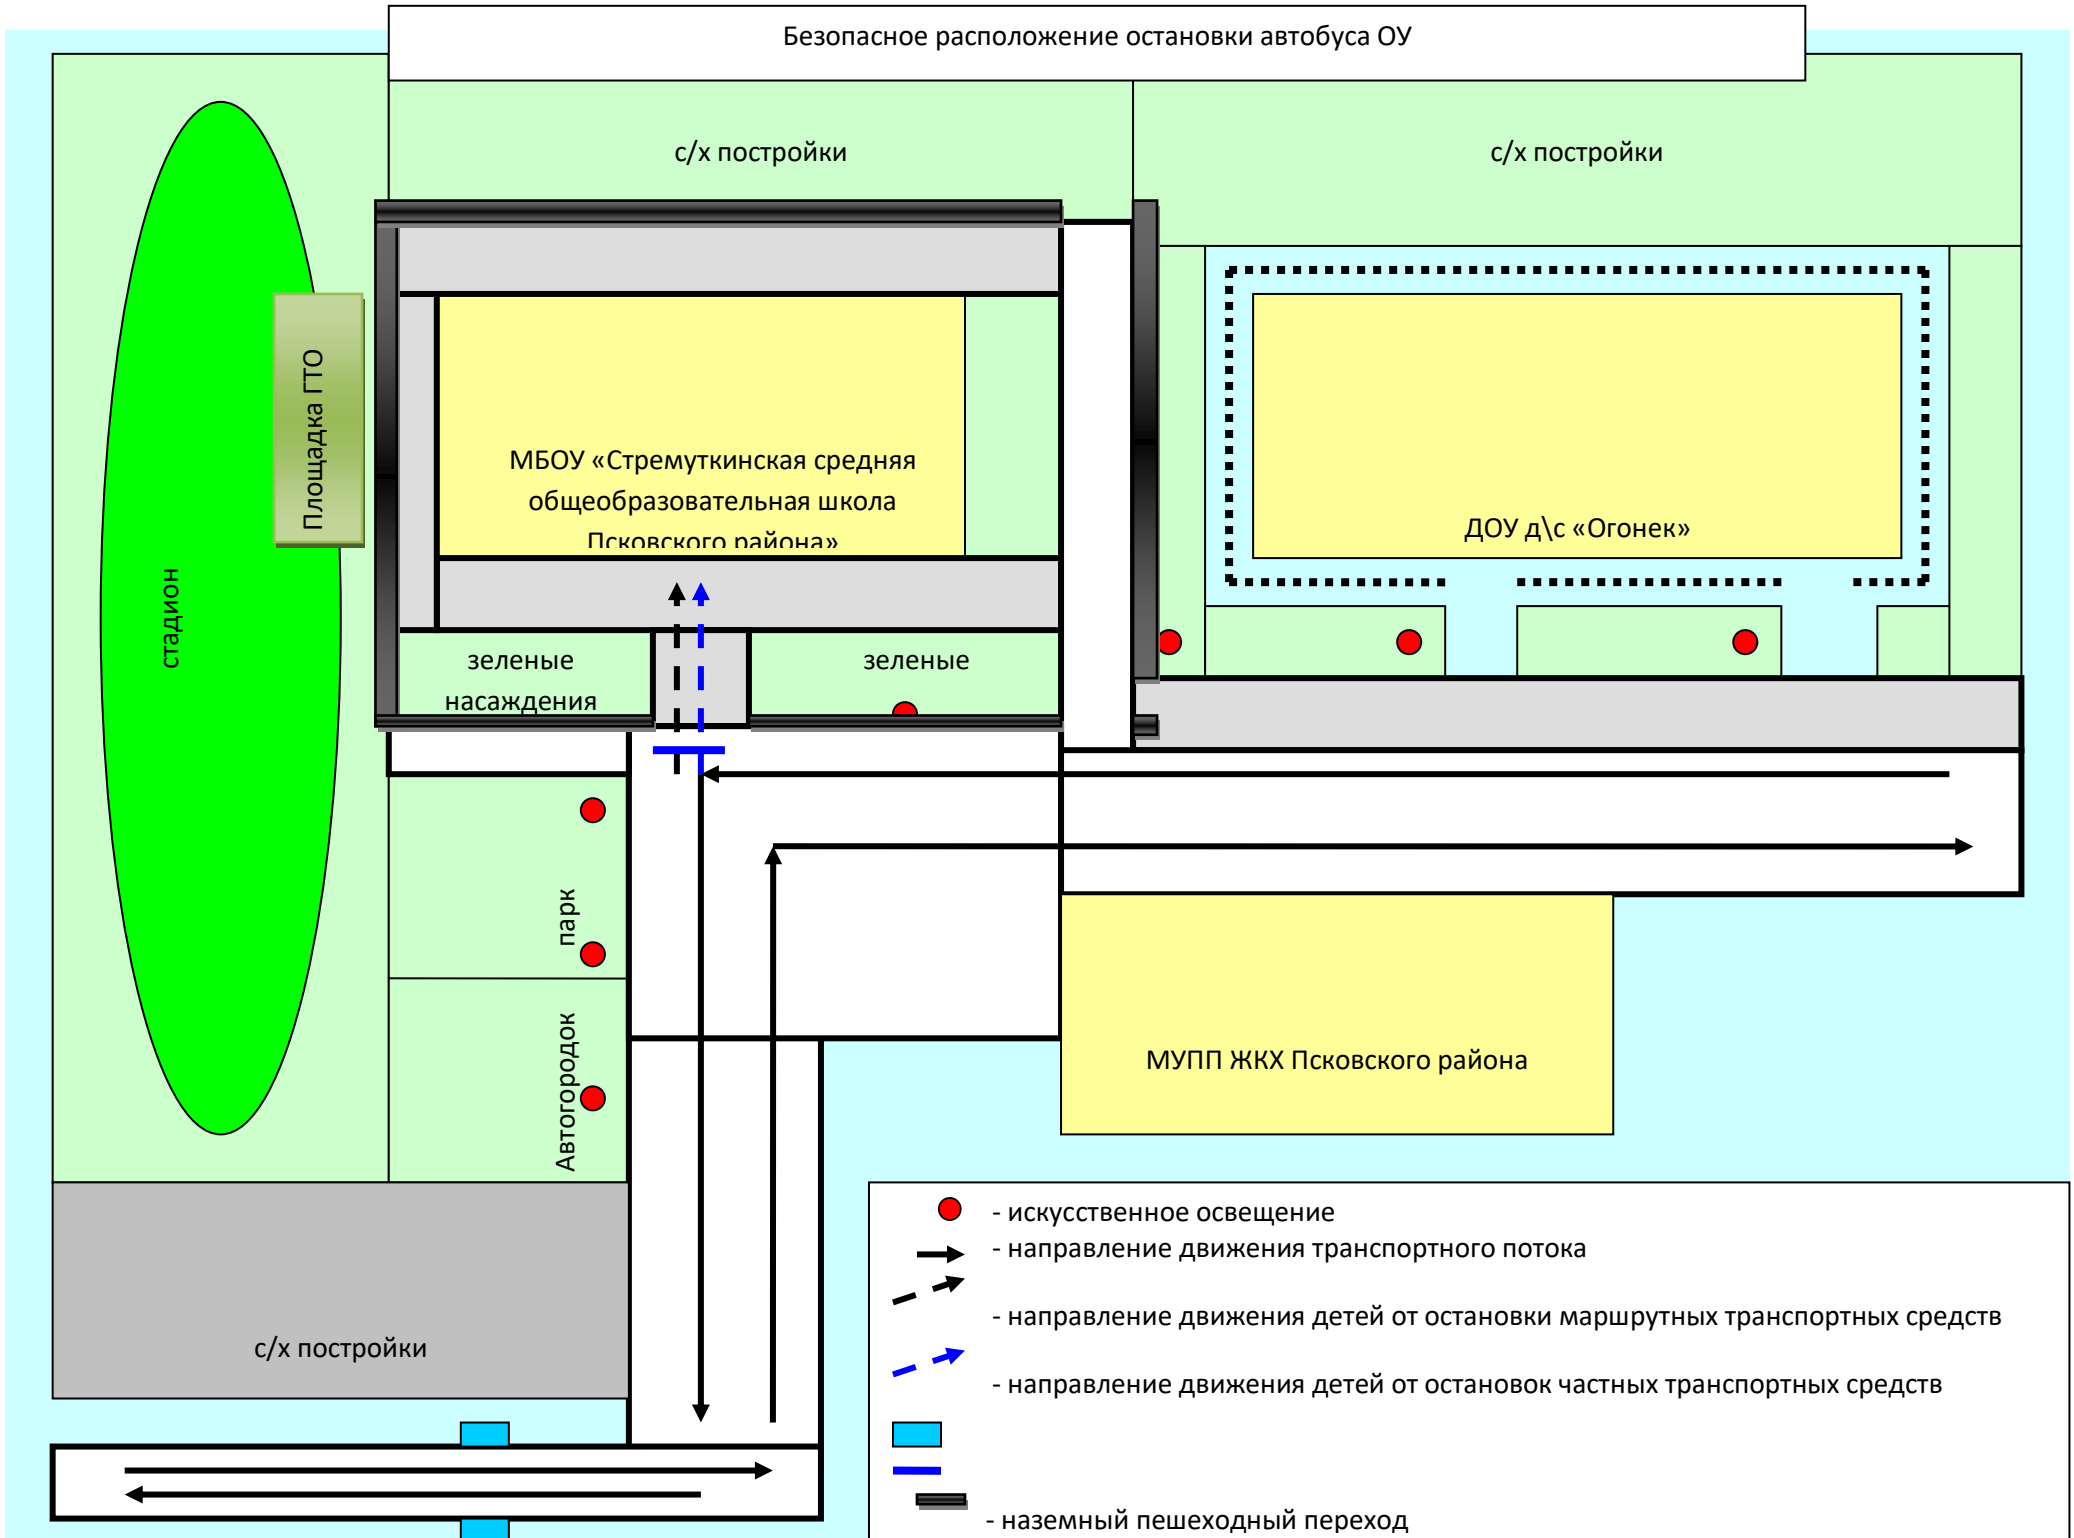 Безопасное расположение остановки автобуса ОУ
с/х постройки
с/х постройки
Площадка ГТО
стадион
МБОУ «Стремуткинская средняя
общеобразовательная школа
Псковского района»
ДОУ д\с «Огонек»
зеленые
насаждения
зеленые
парк
Автогородок
МУПП ЖКХ Псковского района
с/х постройки
- искусственное освещение
- направление движения транспортного потока
- направление движения детей от остановки маршрутных транспортных средств
- направление движения детей от остановок частных транспортных средств
- наземный пешеходный переход